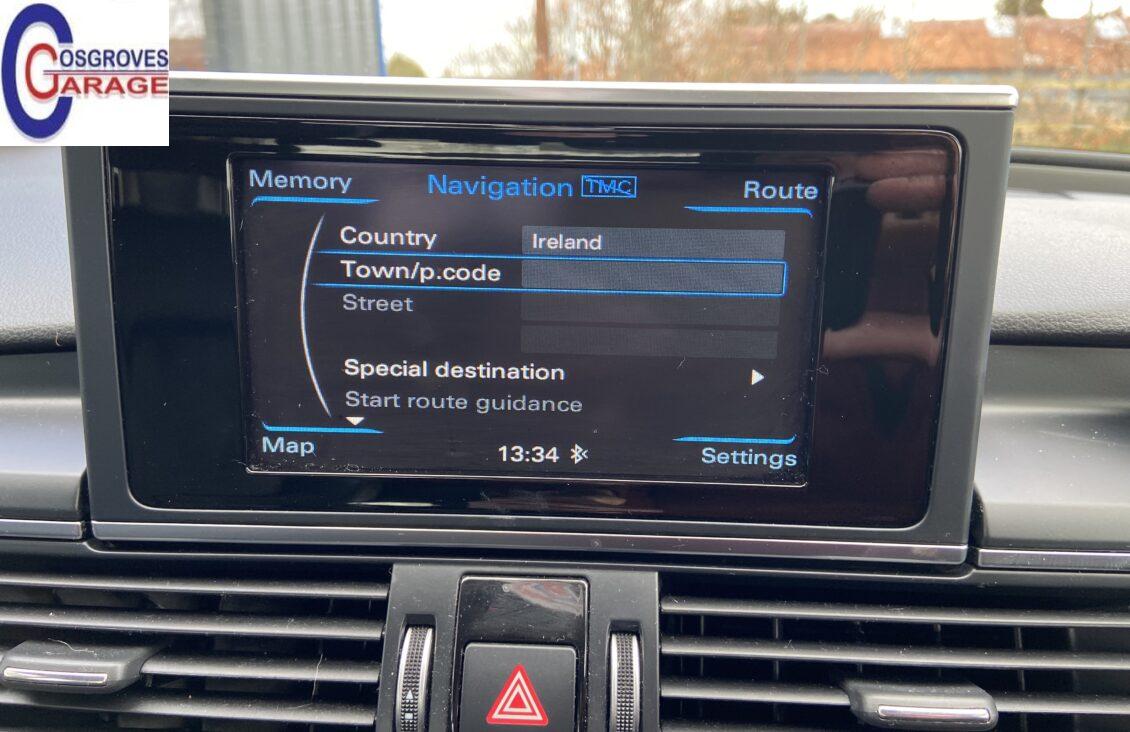 COSGROVES
GARAGE
Memory
Navigation TMC
Route
Country
Ireland
Town/p.code
Street
Special destination
Start route guidance
Map
13:34
Settings